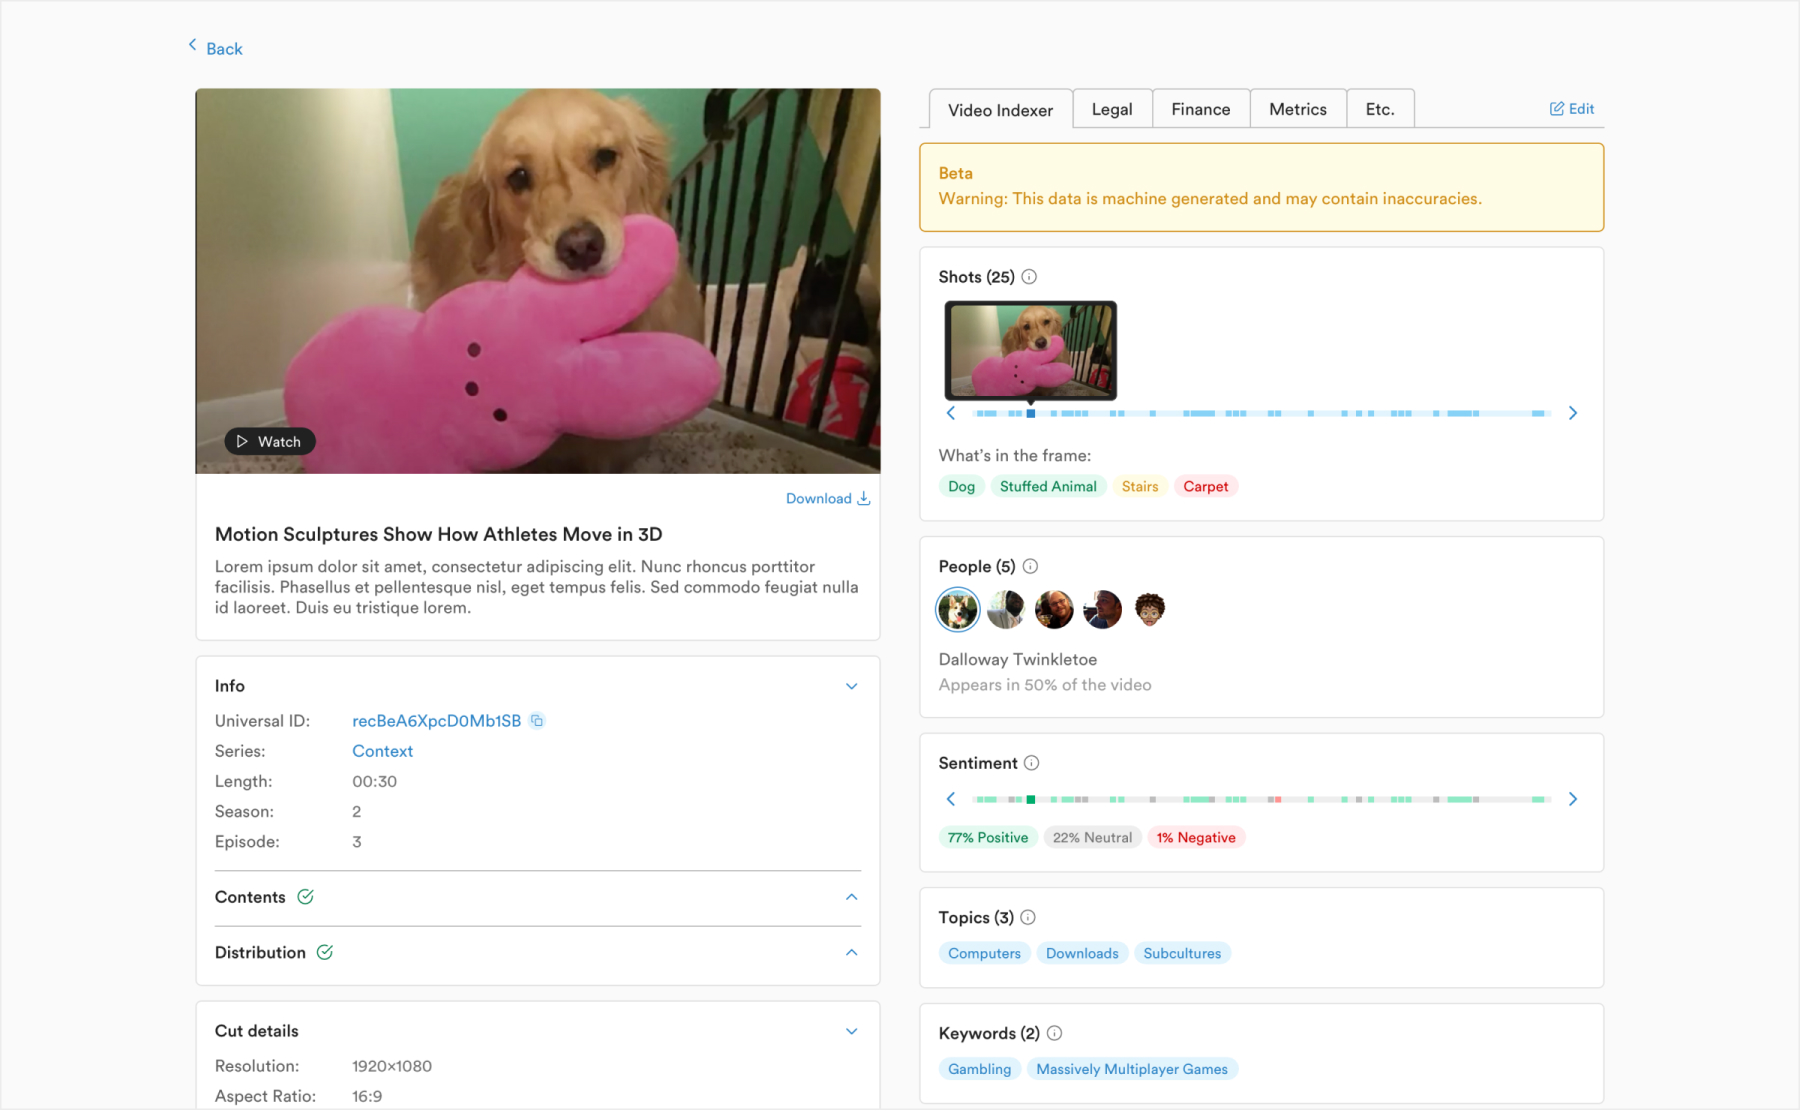 Back
Watch
Download
Motion Sculptures Show How Athletes Move in 3D
Lorem ipsum dolor sit amet, consectetur adipiscing elit. Nunc rhoncus porttitor
facilisis. Phasellus et pellentesque nisl, eget tempus felis. Sed commodo feugiat nulla
id laoreet. Duis eu tristique lorem.
Info
Universal ID: recBeA6XpcD0Mb1SB
Series: Context
Length: 00:30
Season: 2
Episode: 3
Contents
Distribution
Cut details
Resolution: 1920×1080
Aspect Ratio: 16:9
Video Indexer Legal Finance Metrics Etc. Edit
Beta
Warning: This data is machine generated and may contain inaccuracies.
Shots (25)
What's in the frame:
Dog Stuffed Animal Stairs Carpet
People (5)
Dalloway Twinkletoe
Appears in 50% of the video
Sentiment
77% Positive 22% Neutral 1% Negative
Topics (3)
Computers Downloads Subcultures
Keywords (2)
Gambling Massively Multiplayer Games